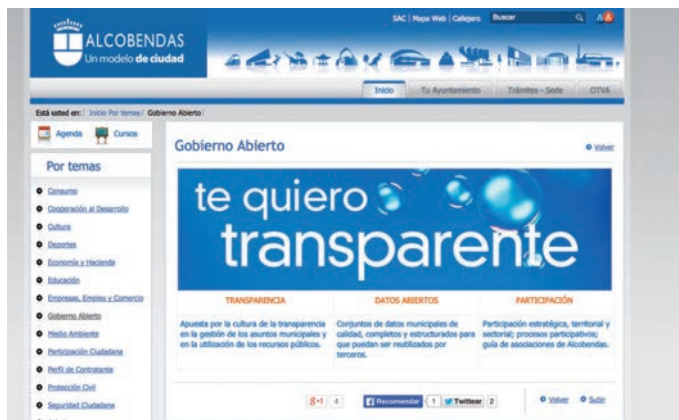 SAC | Mapa Web | Callejero Buscar AA
ALCOBENDAS
Un modelo de ciudad
Inicio Tu Ayuntamiento Trámites - Sede OTVA
Está usted en: / Inicio Por temas / Gobierno Abierto /
Agenda Cursos
Por temas
Consumo
Cooperación al Desarrollo
Cultura
Deportes
Economía y Hacienda
Educación
Empresas, Empleo y Comercio
Gobierno Abierto
Medio Ambiente
Participación Ciudadana
Perfil de Contratante
Protección Civil
Seguridad Ciudadana
Gobierno Abierto
Volver
te quiero
transparente
TRANSPARENCIA
Apuesta por la cultura de la transparencia
en la gestión de los asuntos municipales y
en la utilización de los recursos públicos.
DATOS ABIERTOS
Conjuntos de datos municipales de
calidad, completos y estructurados para
que puedan ser reutilizados por
terceros.
PARTICIPACIÓN
Participación estratégica, territorial y
sectorial; procesos participativos;
guía de asociaciones de Alcobendas.
g+1 4 Recomendar 1 Twittear 2 Volver Subir